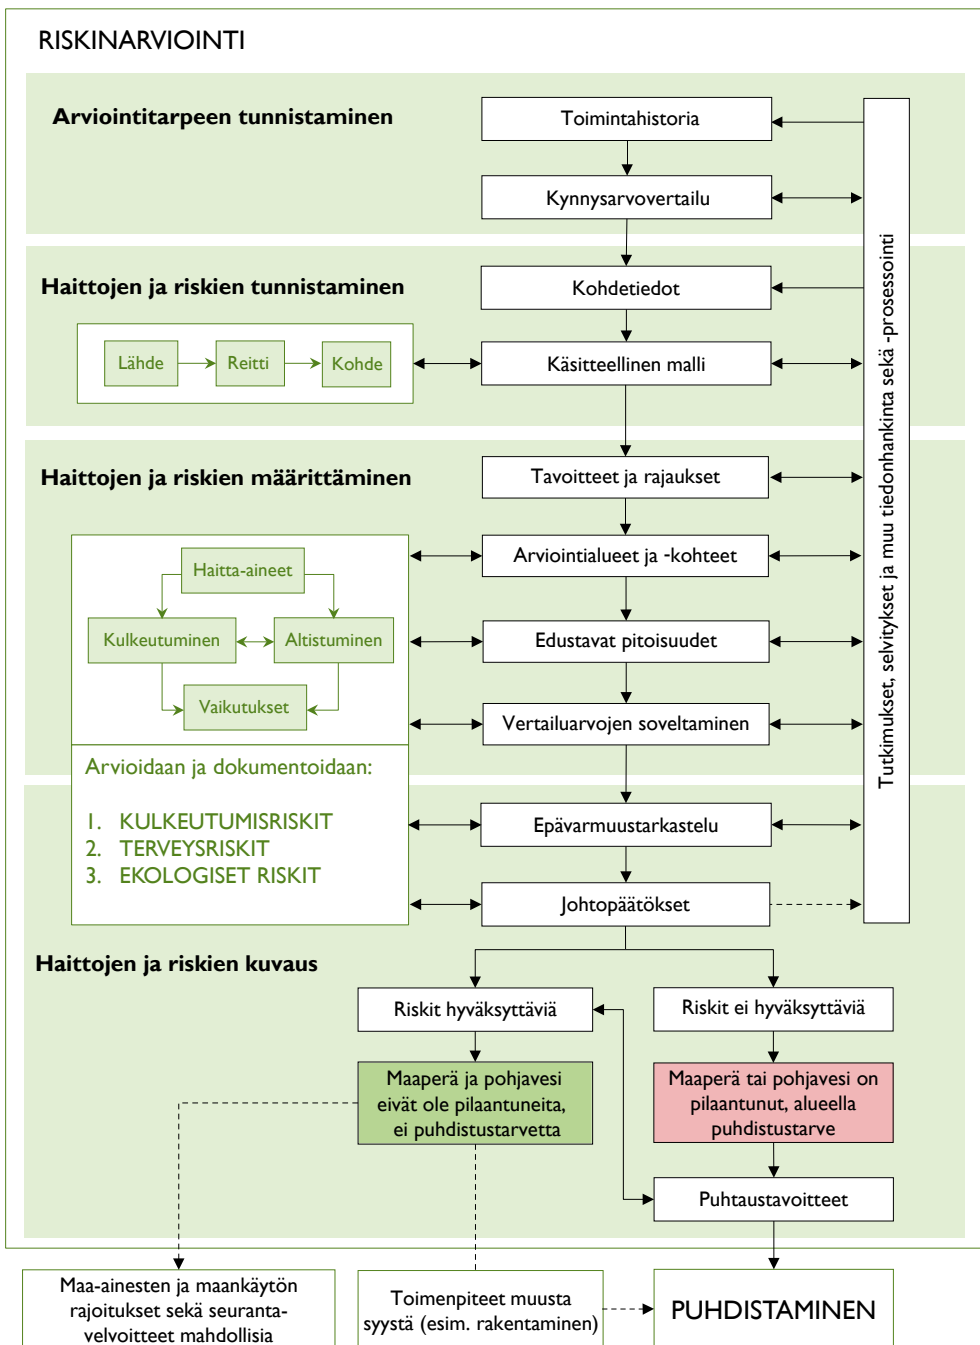 RISKINARVIOINTI
Arviointitarpeen tunnistaminen
Toimintahistoria
Kynnysarvovertailu
Haittojen ja riskien tunnistaminen
Kohdetiedot
Lähde
Reitti
Kohde
Käsitteellinen malli
Haittojen ja riskien määrittäminen
Tavoitteet ja rajaukset
Arviointialueet ja -kohteet
Haitta-aineet
Kulkeutuminen
Altistuminen
Edustavat pitoisuudet
Vaikutukset
Vertailuarvojen soveltaminen
Tutkimukset, selvitykset ja muu tiedonhankinta sekä -prosessointi
Arvioidaan ja dokumentoidaan:
1. KULKEUTUMISRISKIT
2. TERVEYSRISKIT
3. EKOLOGISET RISKIT
Epävarmuustarkastelu
Johtopäätökset
Haittojen ja riskien kuvaus
Riskit hyväksyttäviä
Riskit ei hyväksyttäviä
Maaperä ja pohjavesi
eivät ole pilaantuneita,
ei puhdistustarvetta
Maaperä tai pohjavesi on
pilaantunut, alueella
puhdistustarve
Puhtaustavoitteet
Maa-ainesten ja maankäytön
rajoitukset sekä seuranta-
velvoitteet mahdollisia
Toimenpiteet muusta
syystä (esim. rakentaminen)
PUHDISTAMINEN